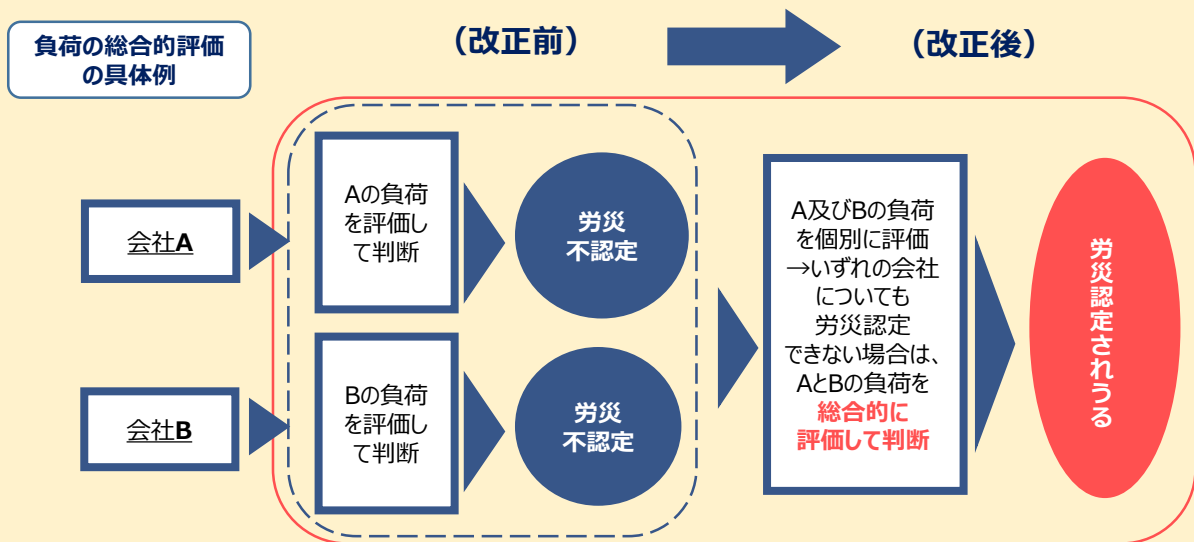 負荷の総合的評価
の具体例
（改正前）
（改正後）
会社A
Aの負荷
を評価し
て判断
労災
不認定
会社B
Bの負荷
を評価し
て判断
労災
不認定
A及びBの負荷
を個別に評価
→いずれの会社
についても
労災認定
できない場合は、
AとBの負荷を
総合的に
評価して判断
労災認定されうる